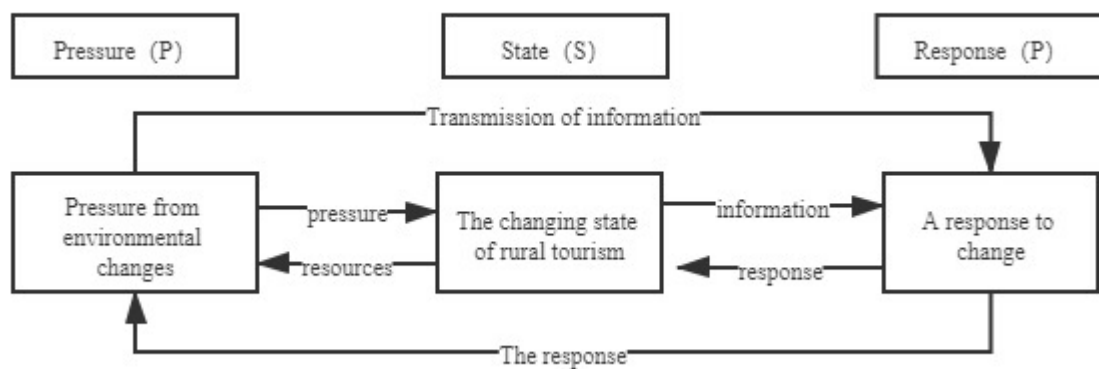 Pressure（P）
State（S）
Response（P）
Transmission of information
Pressure from
environmental
changes
pressure
resources
The changing state
of rural tourism
information
response
A response to
change
The response